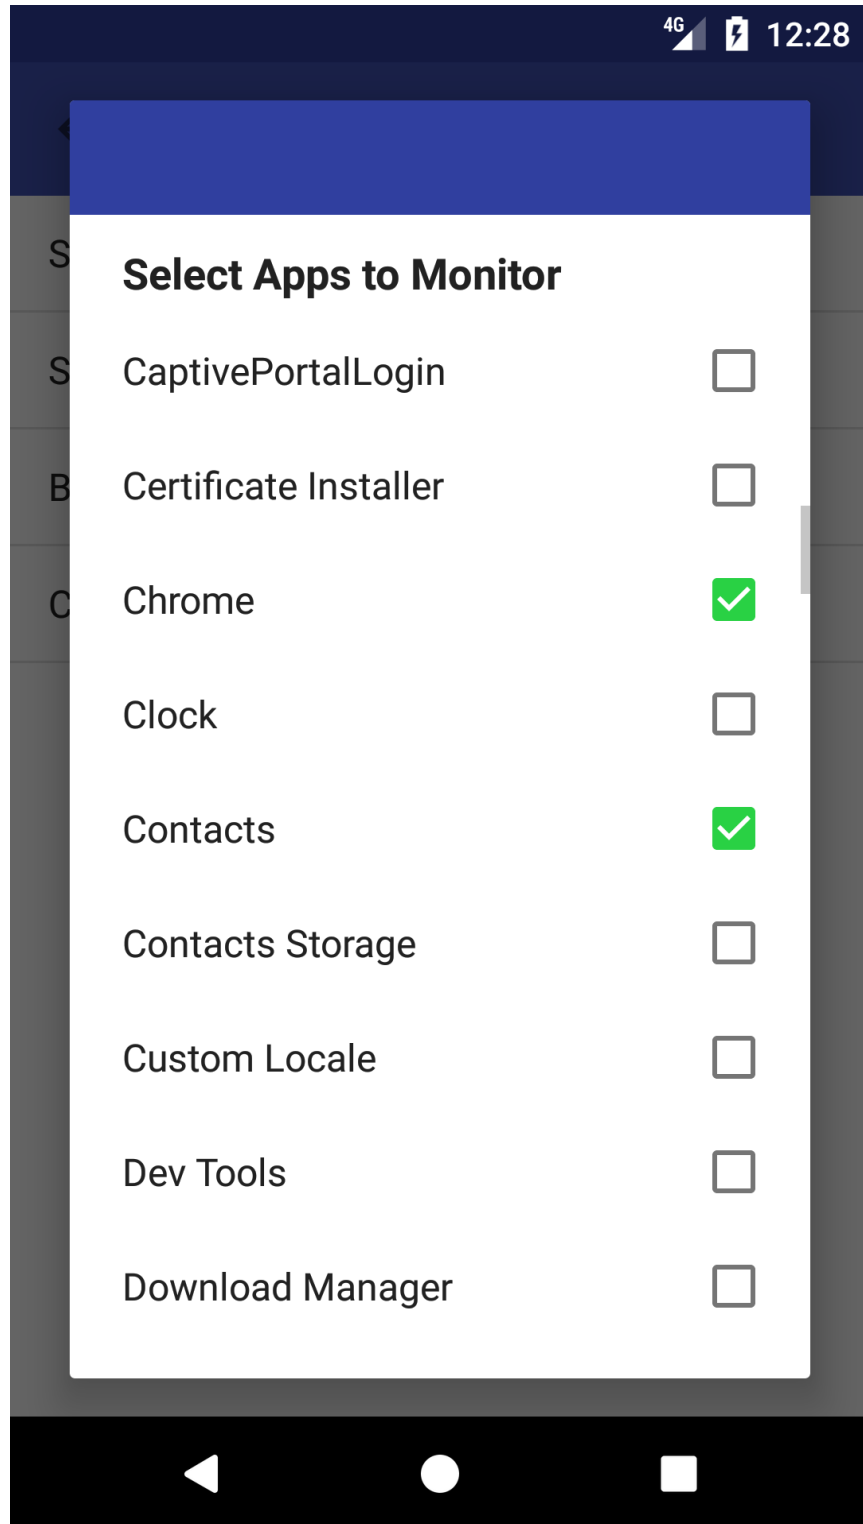 4G 12:28
Select Apps to Monitor
S
CaptivePortalLogin
S
Certificate Installer
B
Chrome
C
Clock
Contacts
Contacts Storage
Custom Locale
Dev Tools
Download Manager